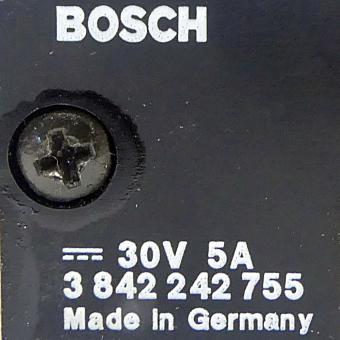 BOSCH
⎓ 30V 5A
3 842 242 755
Made in Germany